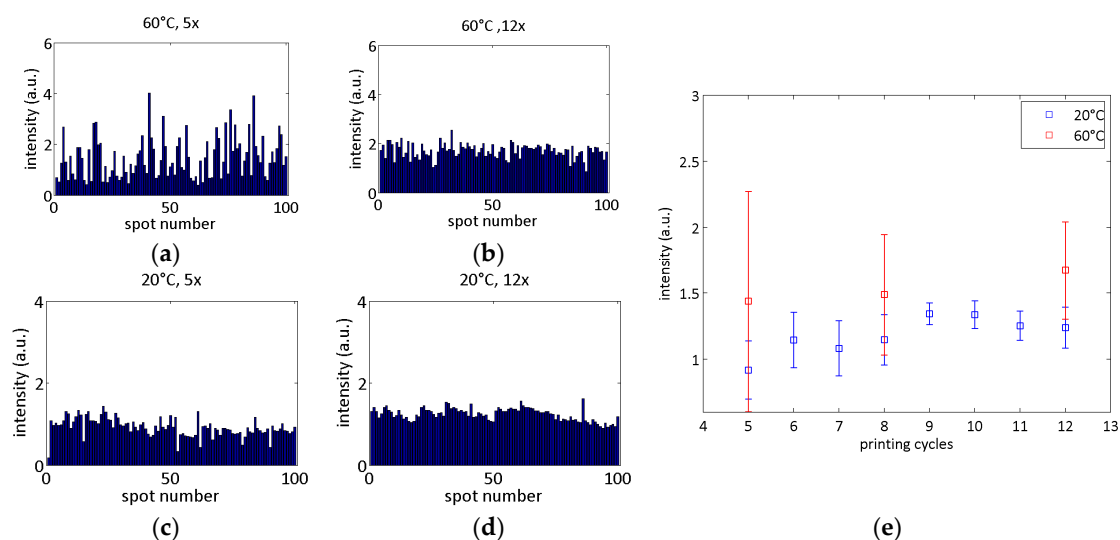 60°C, 5x
6
4
2
0
0
50
100
intensity (a.u.)
spot number
(a)
60°C ,12x
6
4
2
0
0
50
100
intensity (a.u.)
spot number
(b)
20°C, 5x
4
2
0
0
50
100
intensity (a.u.)
spot number
(c)
20°C, 12x
4
2
0
0
50
100
intensity (a.u.)
spot number
(d)
3
2.5
2
1.5
1
4
5
6
7
8
9
10
11
12
13
intensity (a.u.)
printing cycles
20°C
60°C
(e)